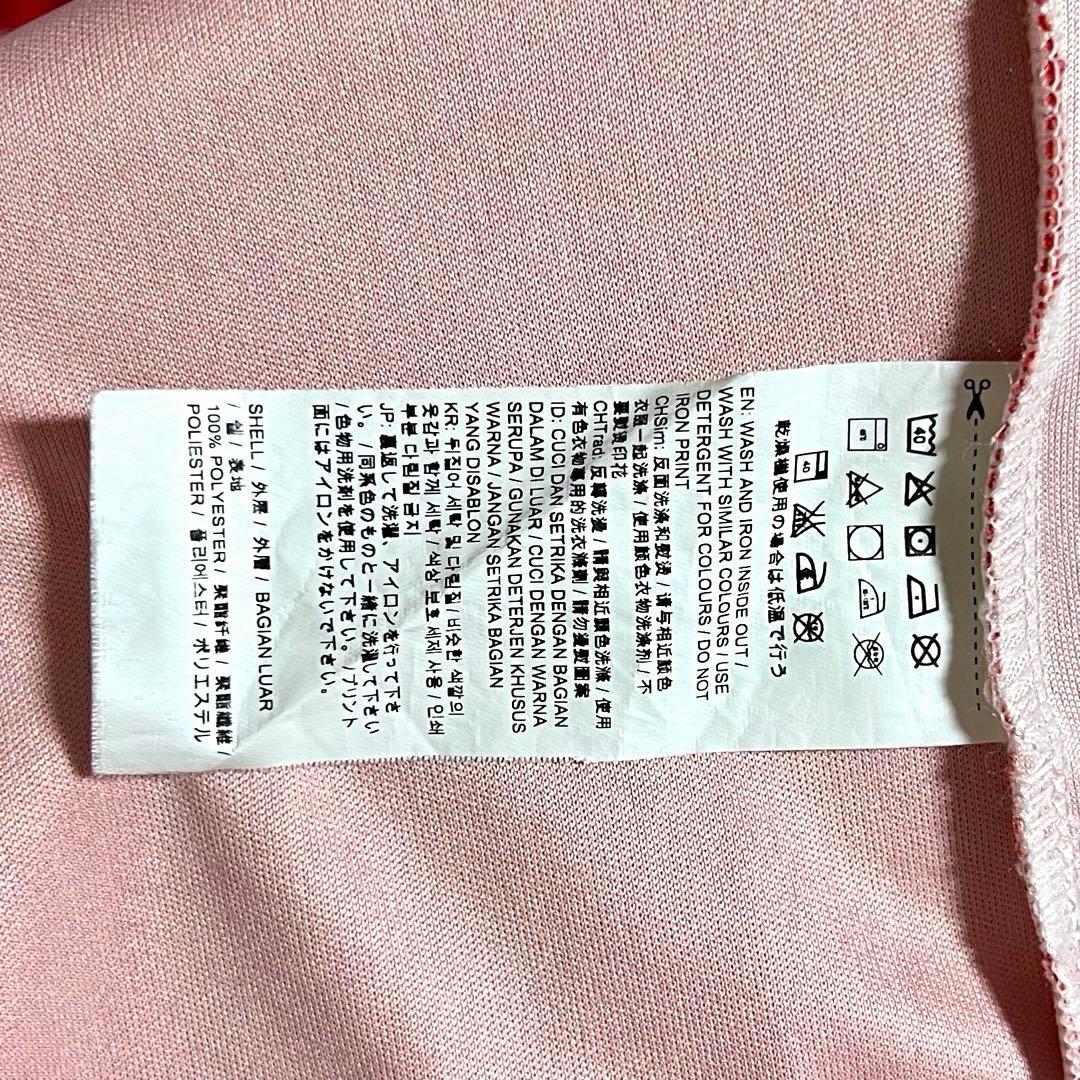 40
40
乾燥機使用の場合は低温で行ろ
EN: WASH AND IRON INSIDE OUT /
WASH WITH SIMILAR COLOURS / USE
DETERGENT FOR COLOURS / DO NOT
IRON PRINT
CHSim: 反面洗涤和熨烫 / 请与相近颜色
衣服一起洗涤 / 使用颜色衣物洗涤剂 / 不
要熨烫印花
CHTrad: 反轉洗燙 / 請與相近顏色洗滌 / 使用
有色衣物專用的洗衣滌劑 / 請勿燙熨圖案
ID: CUCI DAN SETRIKA DENGAN BAGIAN
DALAM DI LUAR / CUCI DENGAN WARNA
SERUPA / GUNAKAN DETERJEN KHUSUS
WARNA / JANGAN SETRIKA BAGIAN
YANG DISABLON
KR: 뒤집어 세탁 및 다림질 / 비슷한 색깔의
옷감과 함께 세탁 / 색상 보호 세제 사용 / 인쇄
부분 다림질 금지
JP: 裏返して洗濯、アイロンを行って下さ
い。 / 同系色のものと一緒に洗濯して下さい
/ 色物用洗剤を使用して下さい。 / プリント
面にはアイロンをかけないで下さい。
SHELL / 外层 / 外層 / BAGIAN LUAR
/ 쉘 / 表地
100% POLYESTER / 聚酯纤维 / 聚酯纖維 /
POLIESTER / 폴리에스터 / ポリエステル